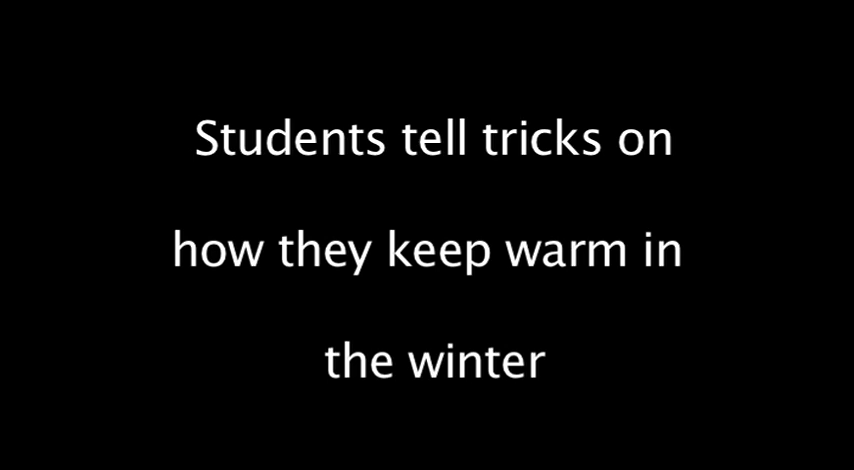 Students tell tricks on
how they keep warm in
the winter